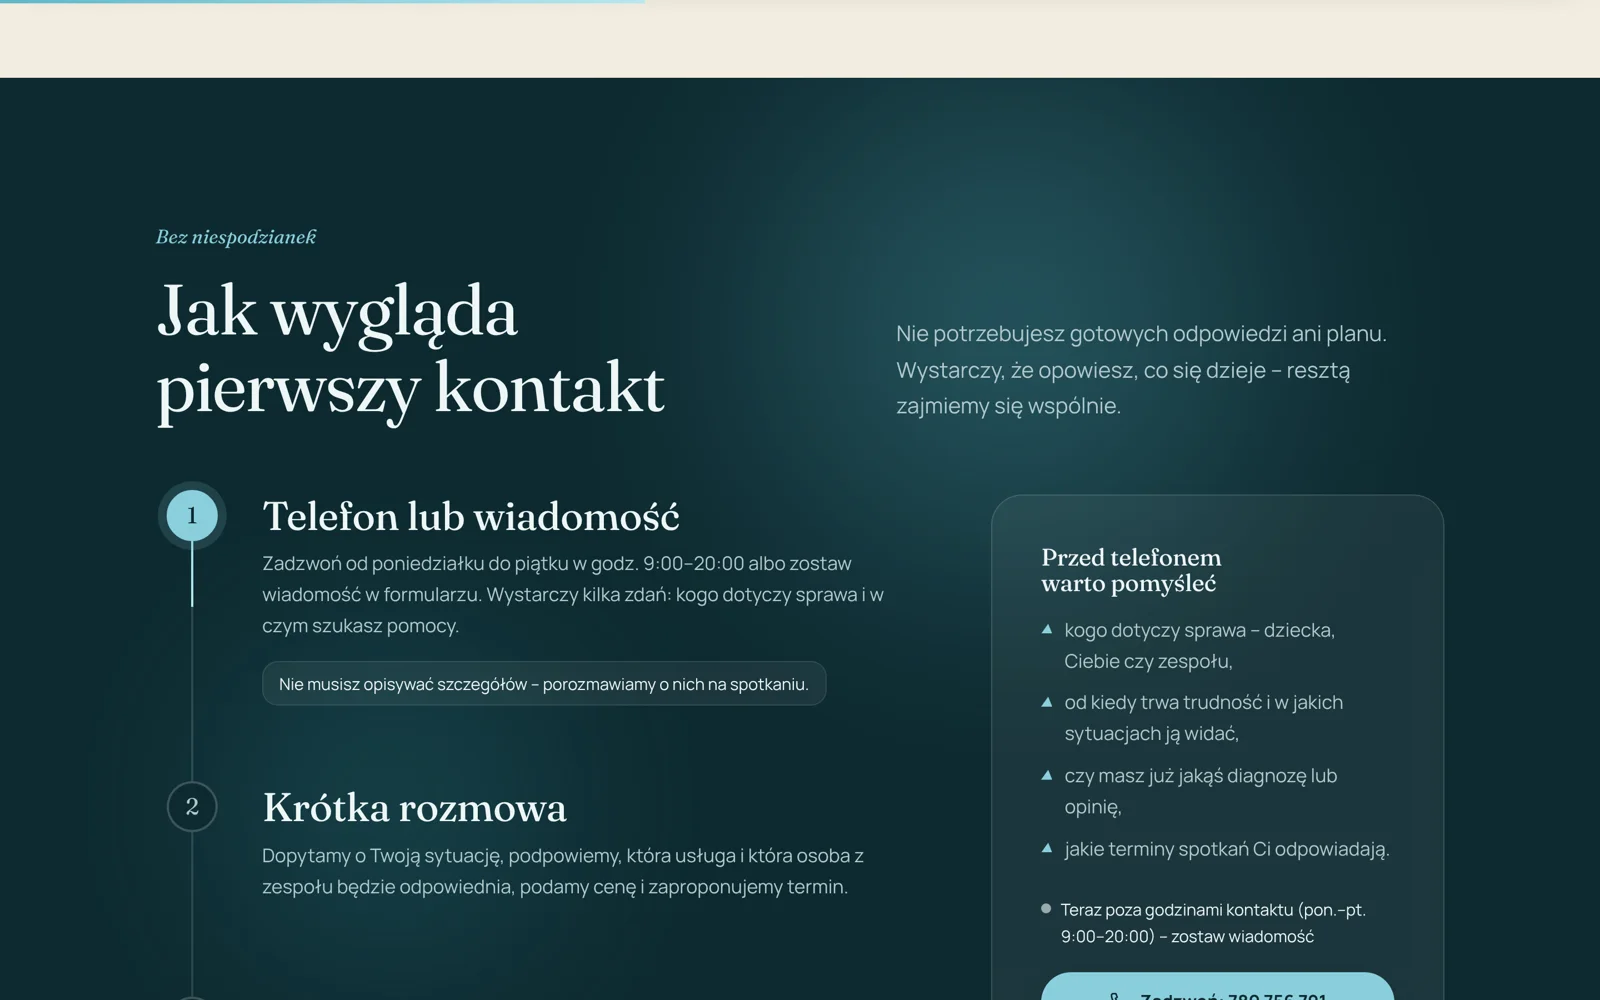 Bez niespodzianek
Jak wygląda
pierwszy kontakt
Nie potrzebujesz gotowych odpowiedzi ani planu.
Wystarczy, że opowiesz, co się dzieje – resztą
zajmiemy się wspólnie.
1
Telefon lub wiadomość
Zadzwoń od poniedziałku do piątku w godz. 9:00–20:00 albo zostaw
wiadomość w formularzu. Wystarczy kilka zdań: kogo dotyczy sprawa i w
czym szukasz pomocy.
Nie musisz opisywać szczegółów – porozmawiamy o nich na spotkaniu.
2
Krótka rozmowa
Dopytamy o Twoją sytuację, podpowiemy, która usługa i która osoba z
zespołu będzie odpowiednia, podamy cenę i zaproponujemy termin.
Przed telefonem
warto pomyśleć
kogo dotyczy sprawa – dziecka,
Ciebie czy zespołu,
od kiedy trwa trudność i w jakich
sytuacjach ją widać,
czy masz już jakąś diagnozę lub
opinię,
jakie terminy spotkań Ci odpowiadają.
Teraz poza godzinami kontaktu (pon.–pt.
9:00–20:00) – zostaw wiadomość
Zadzwoń: